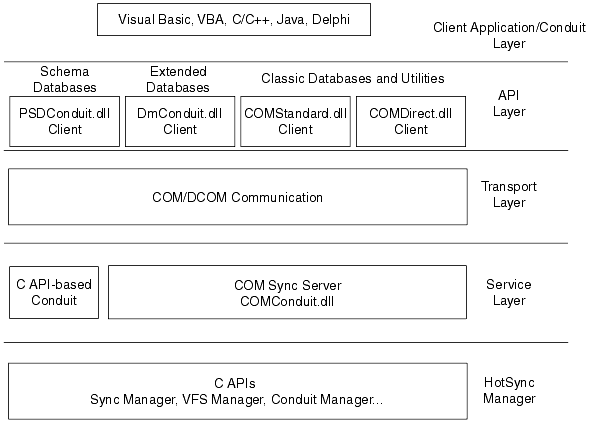 Visual Basic, VBA, C/C++, Java, Delphi
Client Application/Conduit
Layer
Schema
Databases
Extended
Databases
Classic Databases and Utilities
PSDConduit.dll
Client
DmConduit.dll
Client
COMStandard.dll
Client
COMDirect.dll
Client
API
Layer
COM/DCOM Communication
Transport
Layer
C API-based
Conduit
COM Sync Server
COMConduit.dll
Service
Layer
C APIs
Sync Manager, VFS Manager, Conduit Manager...
HotSync
Manager